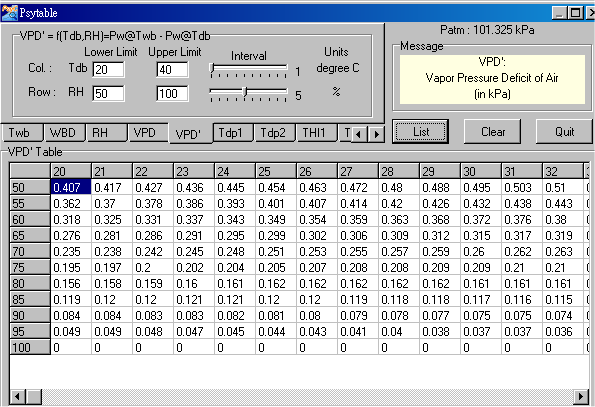 Psytable
VPD' = f(Tdb,RH)=Pw@Twb - Pw@Tdb
Lower Limit Upper Limit Interval Units
Col. : Tdb 20 40 1 degree C
Row : RH 50 100 5 %
Patm : 101.325 kPa
Message
VPD':
Vapor Pressure Deficit of Air
(in kPa)
Twb WBD RH VPD VPD' Tdp1 Tdp2 THI1 T
List Clear Quit
VPD' Table
20 21 22 23 24 25 26 27 28 29 30 31 32
50 0.407 0.417 0.427 0.436 0.445 0.454 0.463 0.472 0.48 0.488 0.495 0.503 0.51
55 0.362 0.37 0.378 0.386 0.393 0.401 0.407 0.414 0.42 0.426 0.432 0.438 0.443
60 0.318 0.325 0.331 0.337 0.343 0.349 0.354 0.359 0.363 0.368 0.372 0.376 0.38
65 0.276 0.281 0.286 0.291 0.295 0.299 0.302 0.306 0.309 0.312 0.315 0.317 0.319
70 0.235 0.238 0.242 0.245 0.248 0.251 0.253 0.255 0.257 0.259 0.26 0.262 0.263
75 0.195 0.197 0.2 0.202 0.204 0.205 0.207 0.208 0.208 0.209 0.209 0.21 0.21
80 0.156 0.158 0.159 0.16 0.161 0.162 0.162 0.162 0.162 0.162 0.161 0.161 0.161
85 0.119 0.12 0.12 0.121 0.121 0.12 0.12 0.119 0.118 0.118 0.117 0.116 0.115
90 0.084 0.084 0.083 0.083 0.082 0.081 0.08 0.079 0.078 0.077 0.075 0.075 0.074
95 0.049 0.049 0.048 0.047 0.045 0.044 0.043 0.041 0.04 0.038 0.037 0.037 0.036
100 0 0 0 0 0 0 0 0 0 0 0 0 0